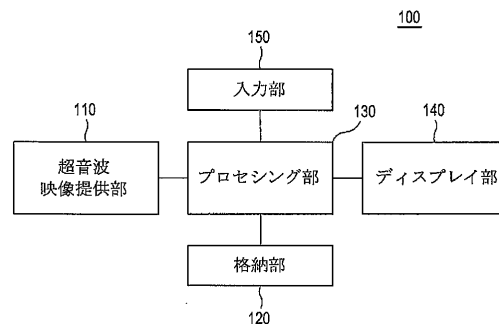 100
150
入力部
110
超音波
映像提供部
130
プロセシング部
140
ディスプレイ部
格納部
120